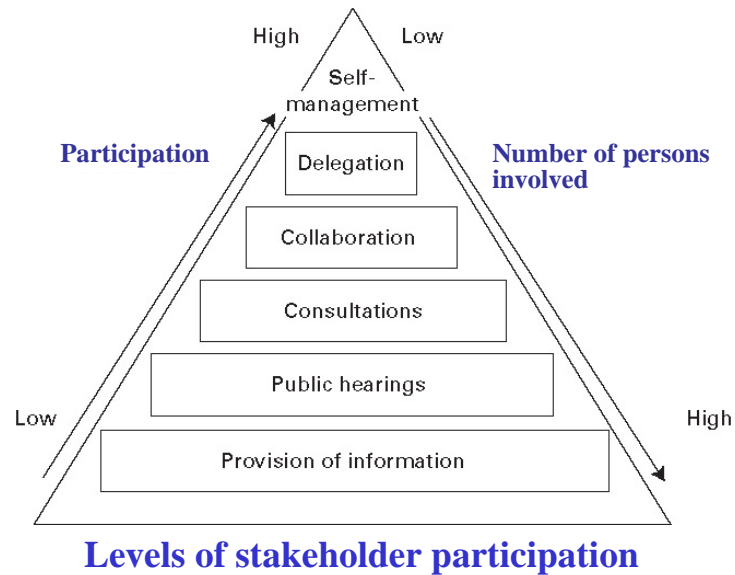 High
Low
Self-
management
Participation
Number of persons
involved
Delegation
Collaboration
Consultations
Public hearings
Low
High
Provision of information
Levels of stakeholder participation